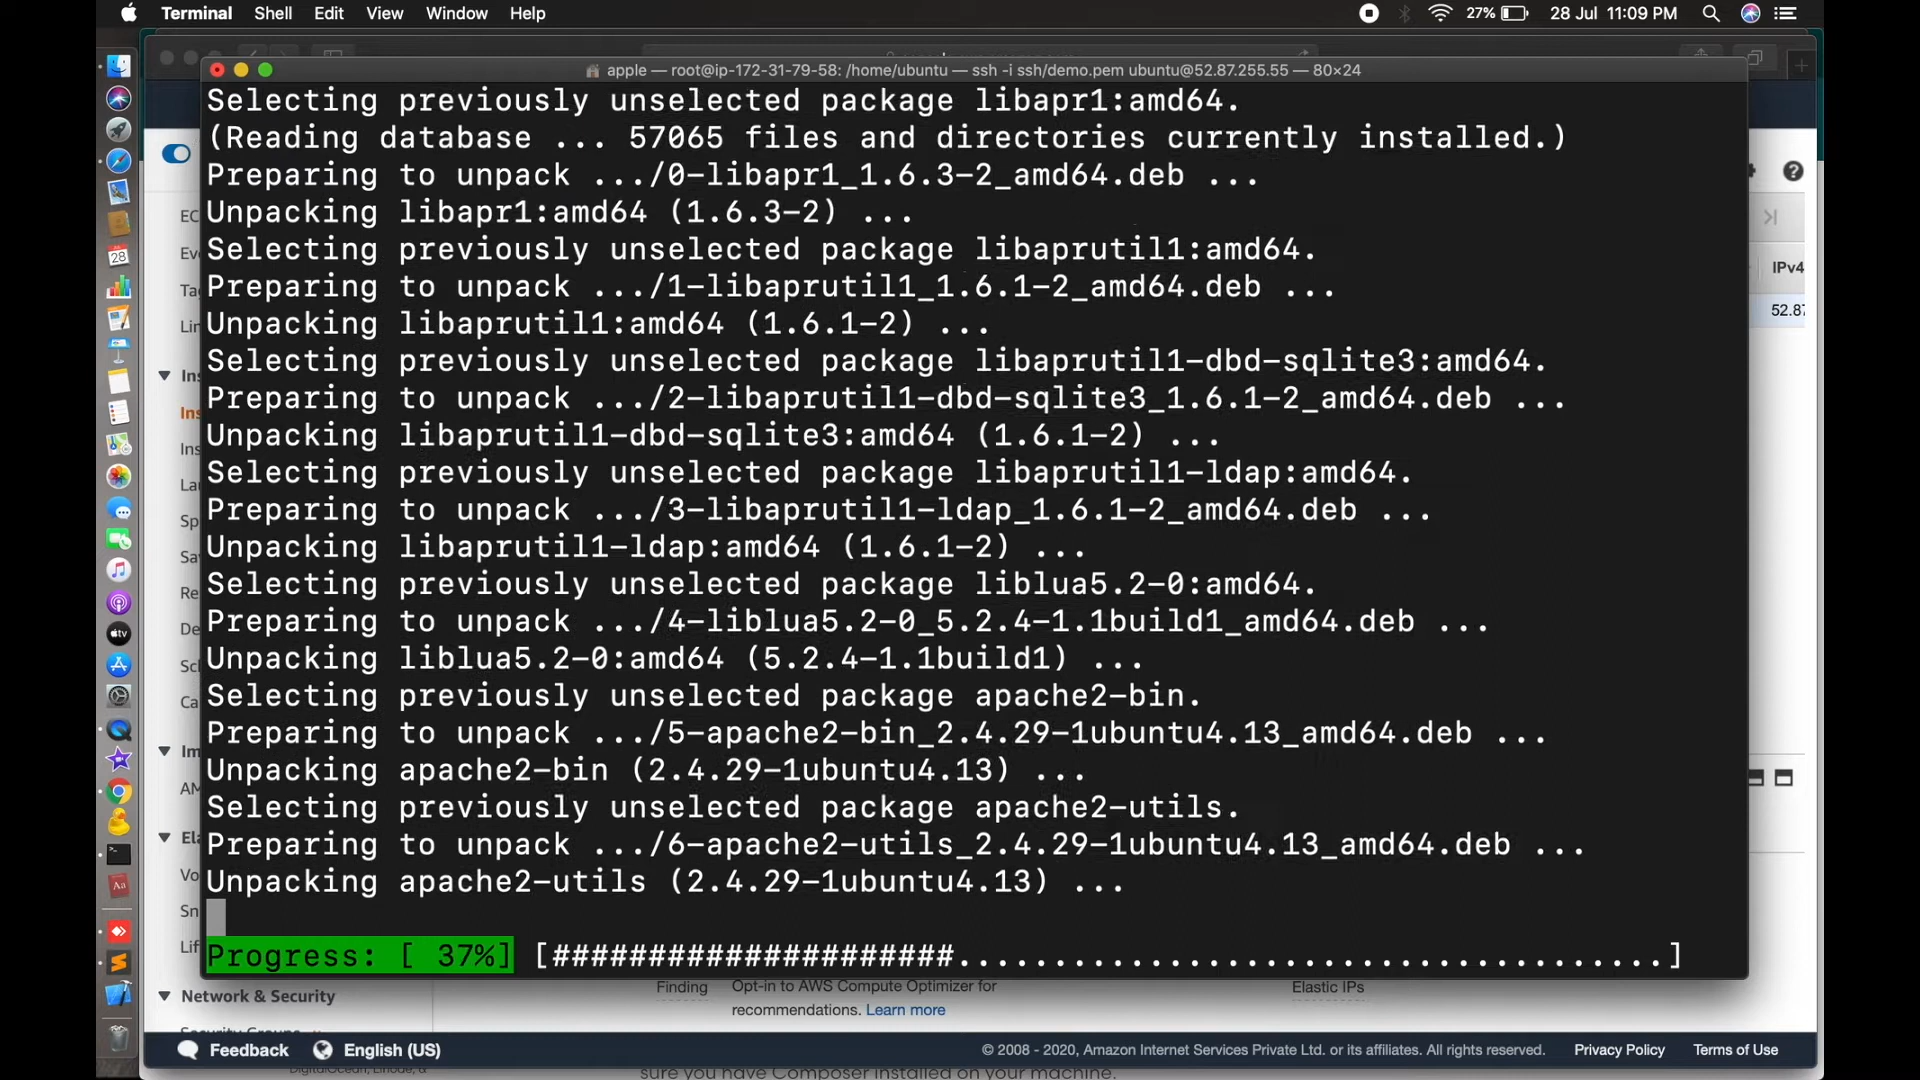 Terminal Shell Edit View Window Help 27% 28 Jul 11:09 PM
apple — root@ip-172-31-79-58: /home/ubuntu — ssh -i ssh/demo.pem ubuntu@52.87.255.55 — 80×24
Selecting previously unselected package libapr1:amd64.
(Reading database ... 57065 files and directories currently installed.)
Preparing to unpack .../0-libapr1_1.6.3-2_amd64.deb ...
Unpacking libapr1:amd64 (1.6.3-2) ...
Selecting previously unselected package libaprutil1:amd64.
Preparing to unpack .../1-libaprutil1_1.6.1-2_amd64.deb ...
Unpacking libaprutil1:amd64 (1.6.1-2) ...
Selecting previously unselected package libaprutil1-dbd-sqlite3:amd64.
Preparing to unpack .../2-libaprutil1-dbd-sqlite3_1.6.1-2_amd64.deb ...
Unpacking libaprutil1-dbd-sqlite3:amd64 (1.6.1-2) ...
Selecting previously unselected package libaprutil1-ldap:amd64.
Preparing to unpack .../3-libaprutil1-ldap_1.6.1-2_amd64.deb ...
Unpacking libaprutil1-ldap:amd64 (1.6.1-2) ...
Selecting previously unselected package liblua5.2-0:amd64.
Preparing to unpack .../4-liblua5.2-0_5.2.4-1.1build1_amd64.deb ...
Unpacking liblua5.2-0:amd64 (5.2.4-1.1build1) ...
Selecting previously unselected package apache2-bin.
Preparing to unpack .../5-apache2-bin_2.4.29-1ubuntu4.13_amd64.deb ...
Unpacking apache2-bin (2.4.29-1ubuntu4.13) ...
Selecting previously unselected package apache2-utils.
Preparing to unpack .../6-apache2-utils_2.4.29-1ubuntu4.13_amd64.deb ...
Unpacking apache2-utils (2.4.29-1ubuntu4.13) ...
Progress: [ 37%] [#####################.....................................]
EC
Eve
Tag
Lin
Ins
Ins
Ins
Lau
Sp
Sav
Re
De
Sch
Ca
Im
AM
Ela
Vo
Sn
Life
IPv4
52.87
Network & Security
Finding
Opt-in to AWS Compute Optimizer for
recommendations. Learn more
Elastic IPs
Feedback English (US)
© 2008 - 2020, Amazon Internet Services Private Ltd. or its affiliates. All rights reserved. Privacy Policy Terms of Use
sure you have Composer installed on your machine.